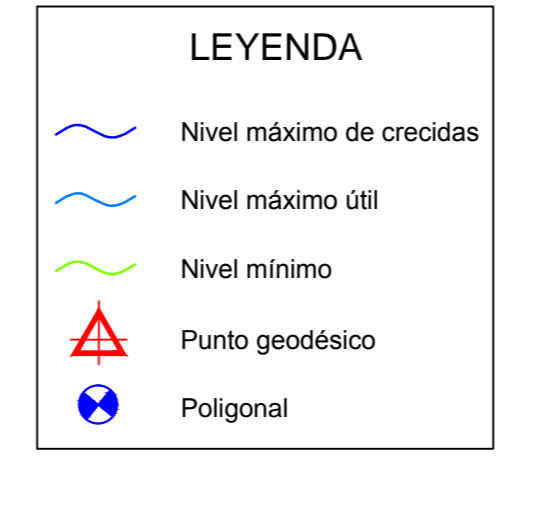 LEYENDA
Nivel máximo de crecidas
Nivel máximo útil
Nivel mínimo
Punto geodésico
Poligonal